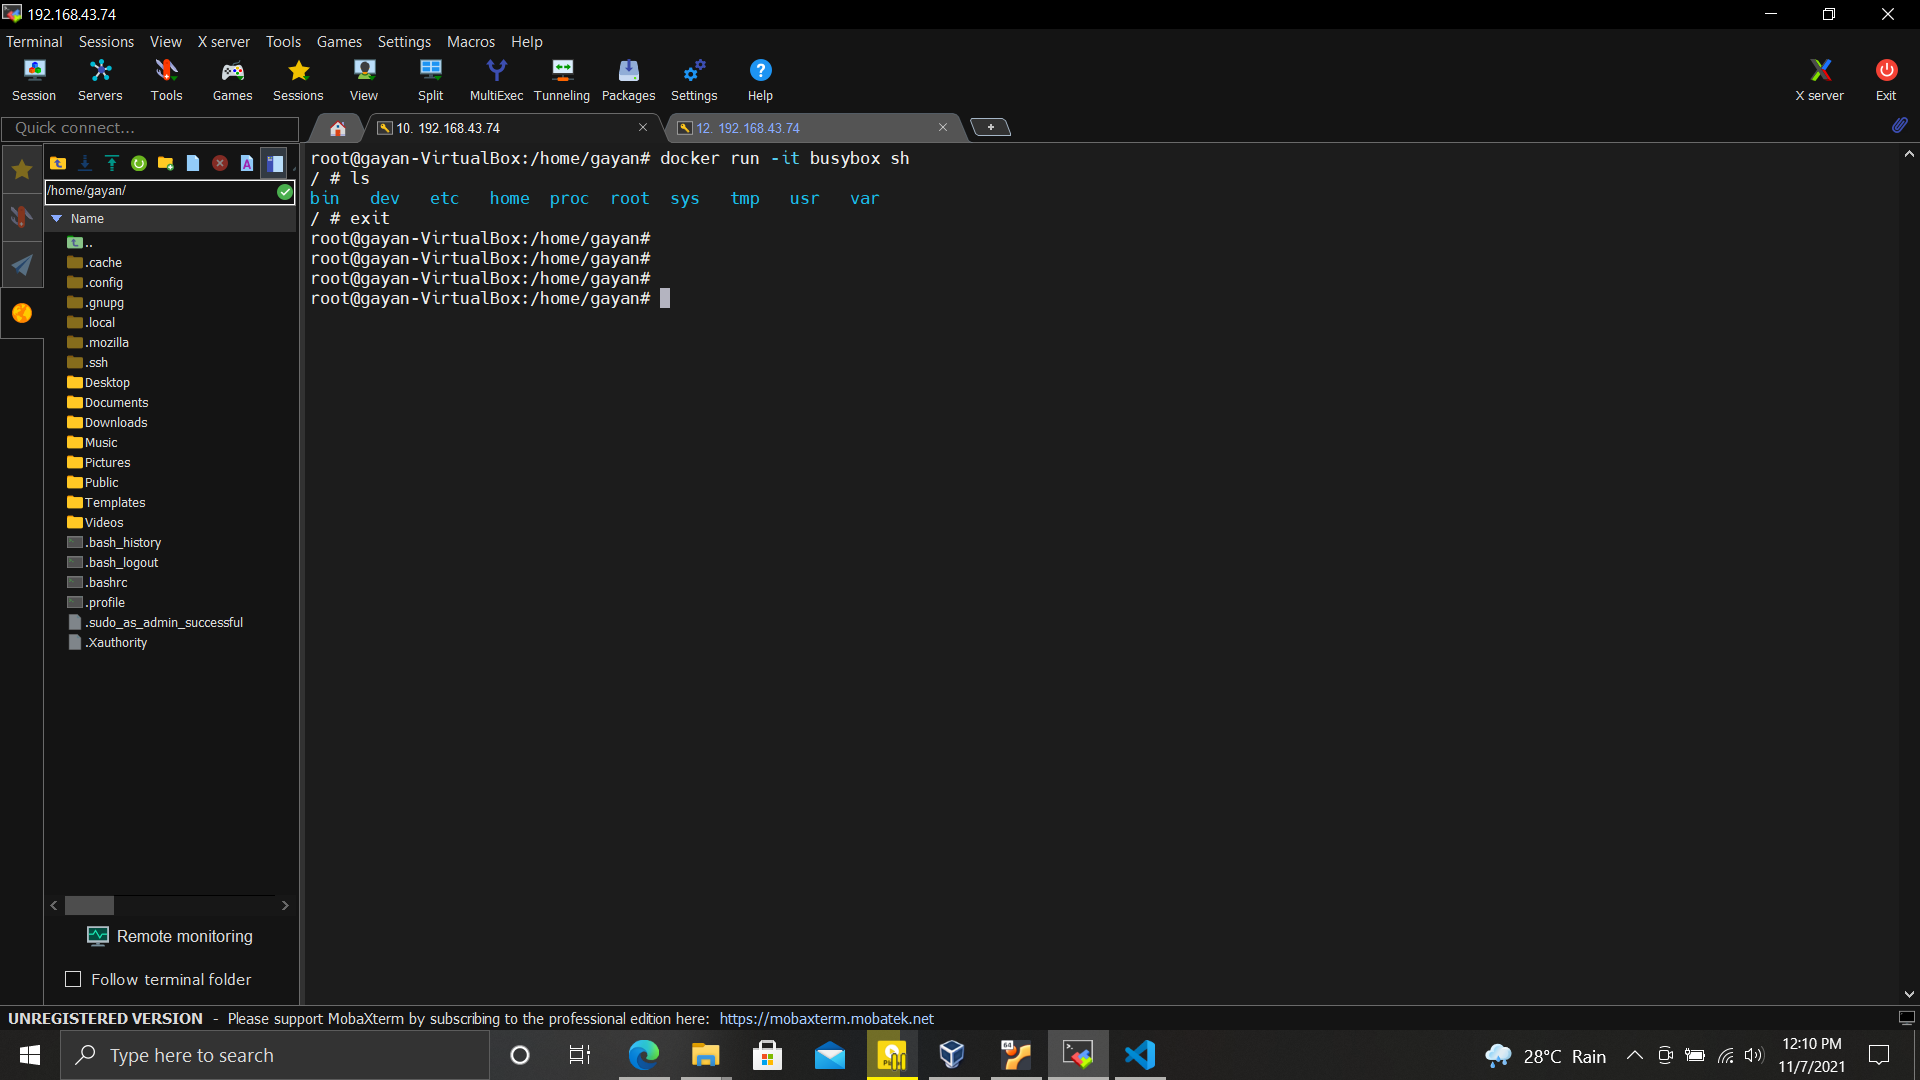 192.168.43.74
Terminal Sessions View X server Tools Games Settings Macros Help
Session Servers Tools Games Sessions View Split MultiExec Tunneling Packages Settings Help X server Exit
Quick connect...
10. 192.168.43.74
12. 192.168.43.74
/home/gayan/
Name
..
.cache
.config
.gnupg
.local
.mozilla
.ssh
Desktop
Documents
Downloads
Music
Pictures
Public
Templates
Videos
.bash_history
.bash_logout
.bashrc
.profile
.sudo_as_admin_successful
.Xauthority
Remote monitoring
Follow terminal folder
root@gayan-VirtualBox:/home/gayan# docker run -it busybox sh
/ # ls
bin dev etc home proc root sys tmp usr var
/ # exit
root@gayan-VirtualBox:/home/gayan#
root@gayan-VirtualBox:/home/gayan#
root@gayan-VirtualBox:/home/gayan#
root@gayan-VirtualBox:/home/gayan#
UNREGISTERED VERSION - Please support MobaXterm by subscribing to the professional edition here: https://mobaxterm.mobatek.net
Type here to search
28°C Rain
12:10 PM
11/7/2021